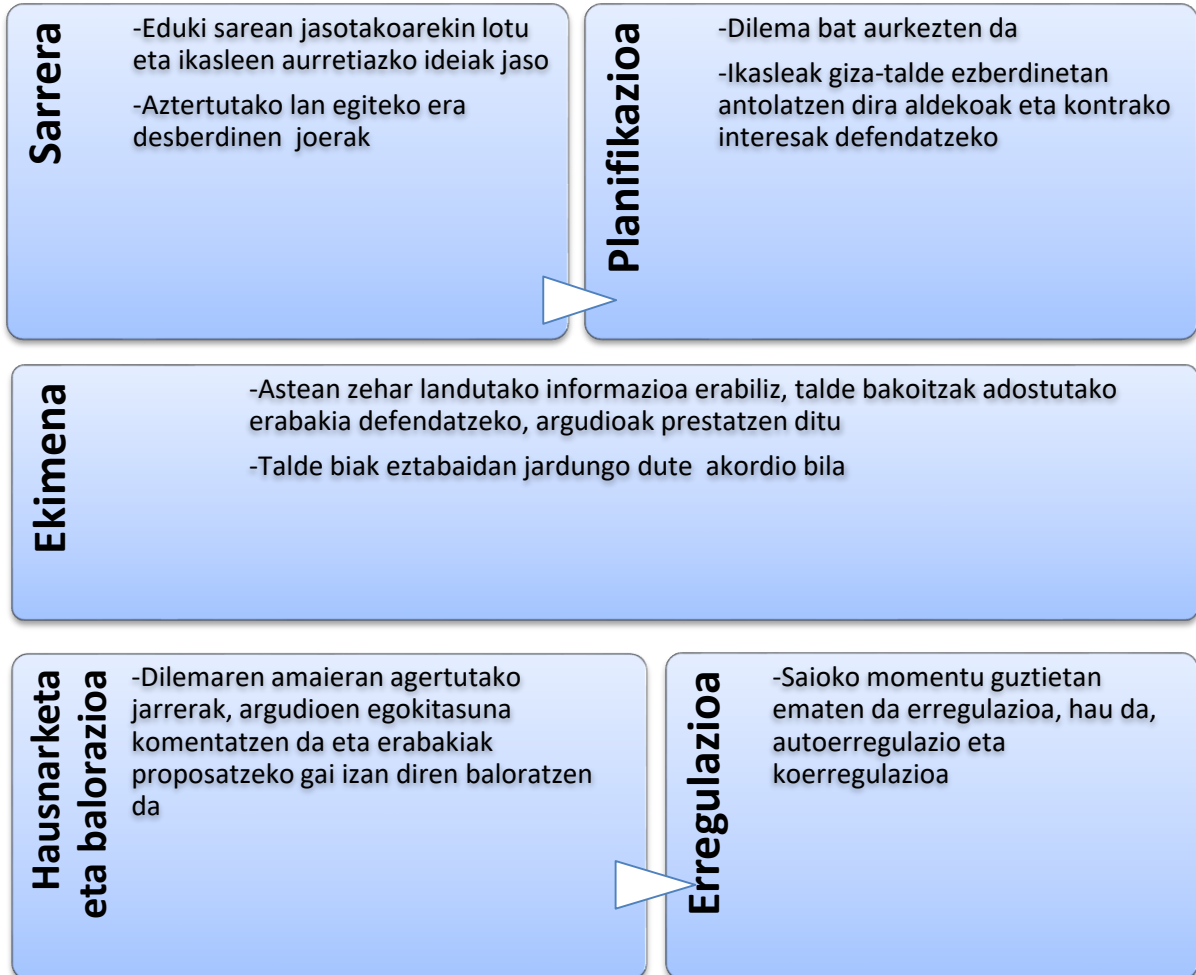 Sarrera
-Eduki sarean jasotakoarekin lotu
eta ikasleen aurretiazko ideiak jaso
-Aztertutako lan egiteko era
desberdinen joerak
Planifikazioa
-Dilema bat aurkezten da
-Ikasleak giza-talde ezberdinetan
antolatzen dira aldekoak eta kontrako
interesak defendatzeko
Ekimena
-Astean zehar landutako informazioa erabiliz, talde bakoitzak adostutako
erabakia defendatzeko, argudioak prestatzen ditu
-Talde biak eztabaidan jardungo dute akordio bila
Hausnarketa
eta balorazioa
-Dilemaren amaieran agertutako
jarrerak, argudioen egokitasuna
komentatzen da eta erabakiak
proposatzeko gai izan diren baloratzen
da
Erregulazioa
-Saioko momentu guztietan
ematen da erregulazioa, hau da,
autoerregulazio eta
koerregulazioa